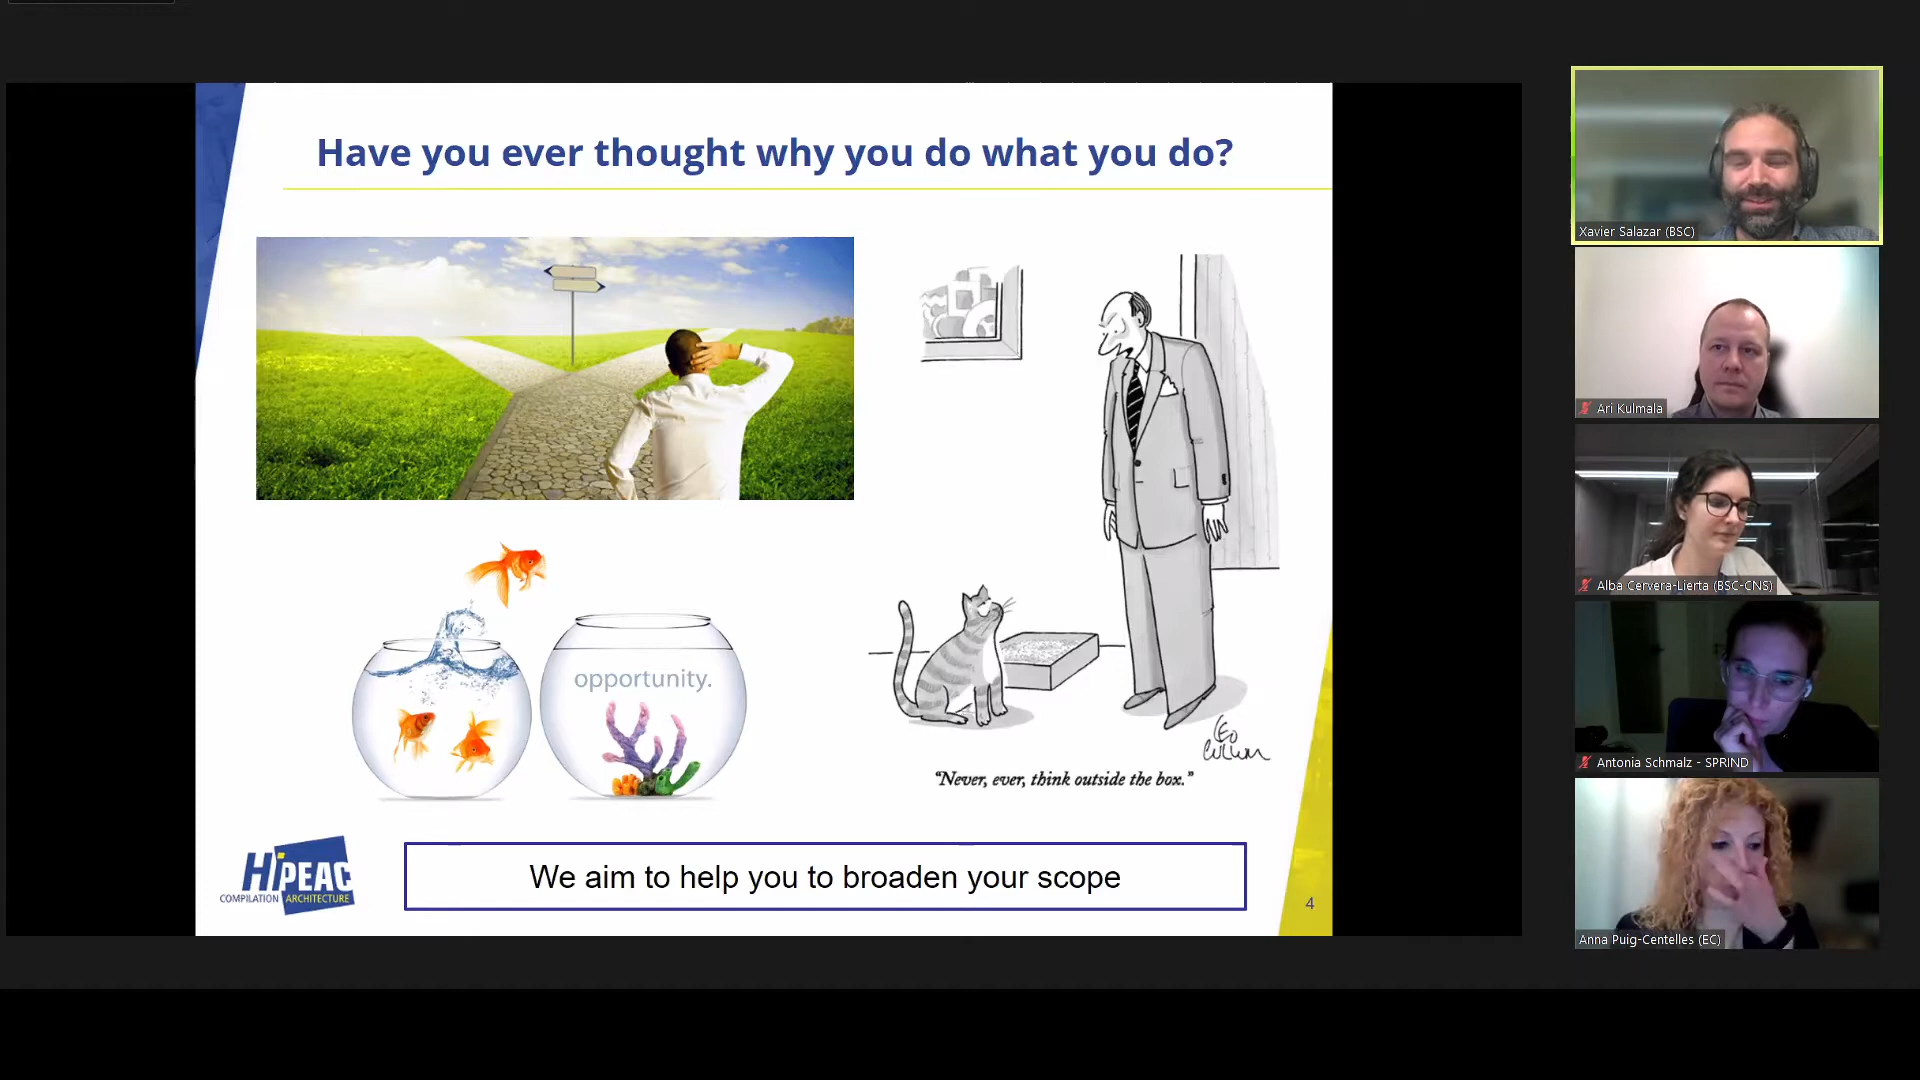 Have you ever thought why you do what you do?
opportunity.
Leo
Cullum
“Never, ever, think outside the box.”
HiPEAC
COMPILATION ARCHITECTURE
We aim to help you to broaden your scope
4
Xavier Salazar (BSC)
Ari Kulmala
Alba Cervera-Lierta (BSC-CNS)
Antonia Schmalz - SPRIND
Anna Puig-Centelles (EC)